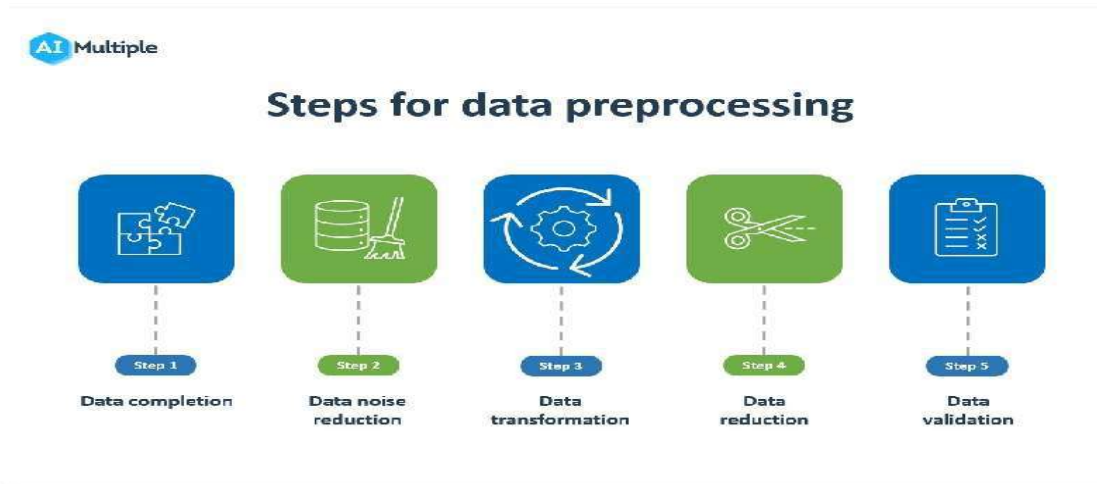 AI Multiple
Steps for data preprocessing
Step 1
Data completion
Step 2
Data noise
reduction
Step 3
Data
transformation
Step 4
Data
reduction
Step 5
Data
validation